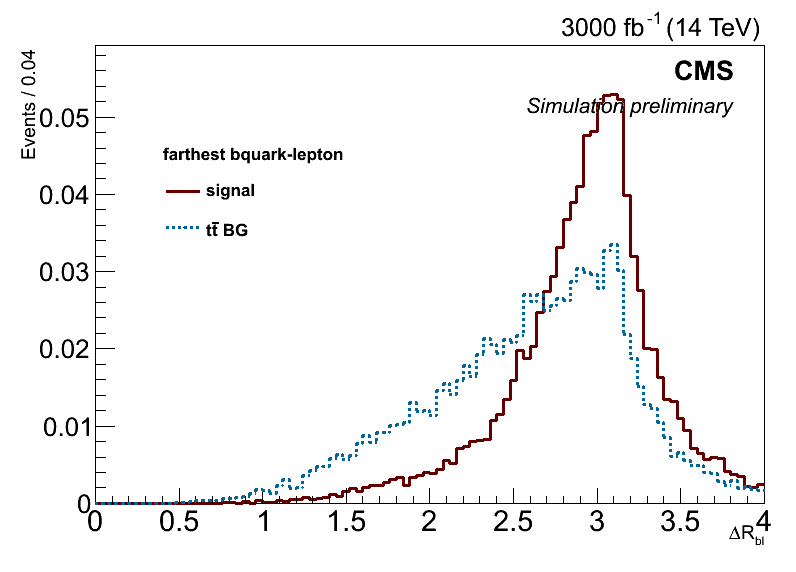 3000 fb⁻¹ (14 TeV)
CMS
Simulation preliminary
Events / 0.04
farthest bquark-lepton
signal
tt̄ BG
0.05
0.04
0.03
0.02
0.01
0
0 0.5 1 1.5 2 2.5 3 3.5 4
ΔR_bl